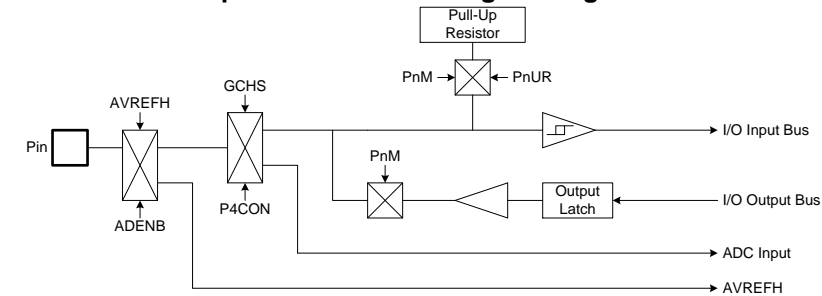 Pull-Up
Resistor
PnM
PnUR
GCHS
AVREFH
Pin
I/O Input Bus
PnM
Output
Latch
I/O Output Bus
P4CON
ADENB
ADC Input
AVREFH